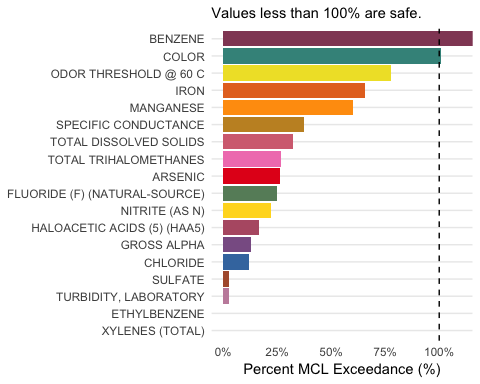 Values less than 100% are safe.
BENZENE
COLOR
ODOR THRESHOLD @ 60 C
IRON
MANGANESE
SPECIFIC CONDUCTANCE
TOTAL DISSOLVED SOLIDS
TOTAL TRIHALOMETHANES
ARSENIC
FLUORIDE (F) (NATURAL-SOURCE)
NITRITE (AS N)
HALOACETIC ACIDS (5) (HAA5)
GROSS ALPHA
CHLORIDE
SULFATE
TURBIDITY, LABORATORY
ETHYLBENZENE
XYLENES (TOTAL)
0% 25% 50% 75% 100%
Percent MCL Exceedance (%)